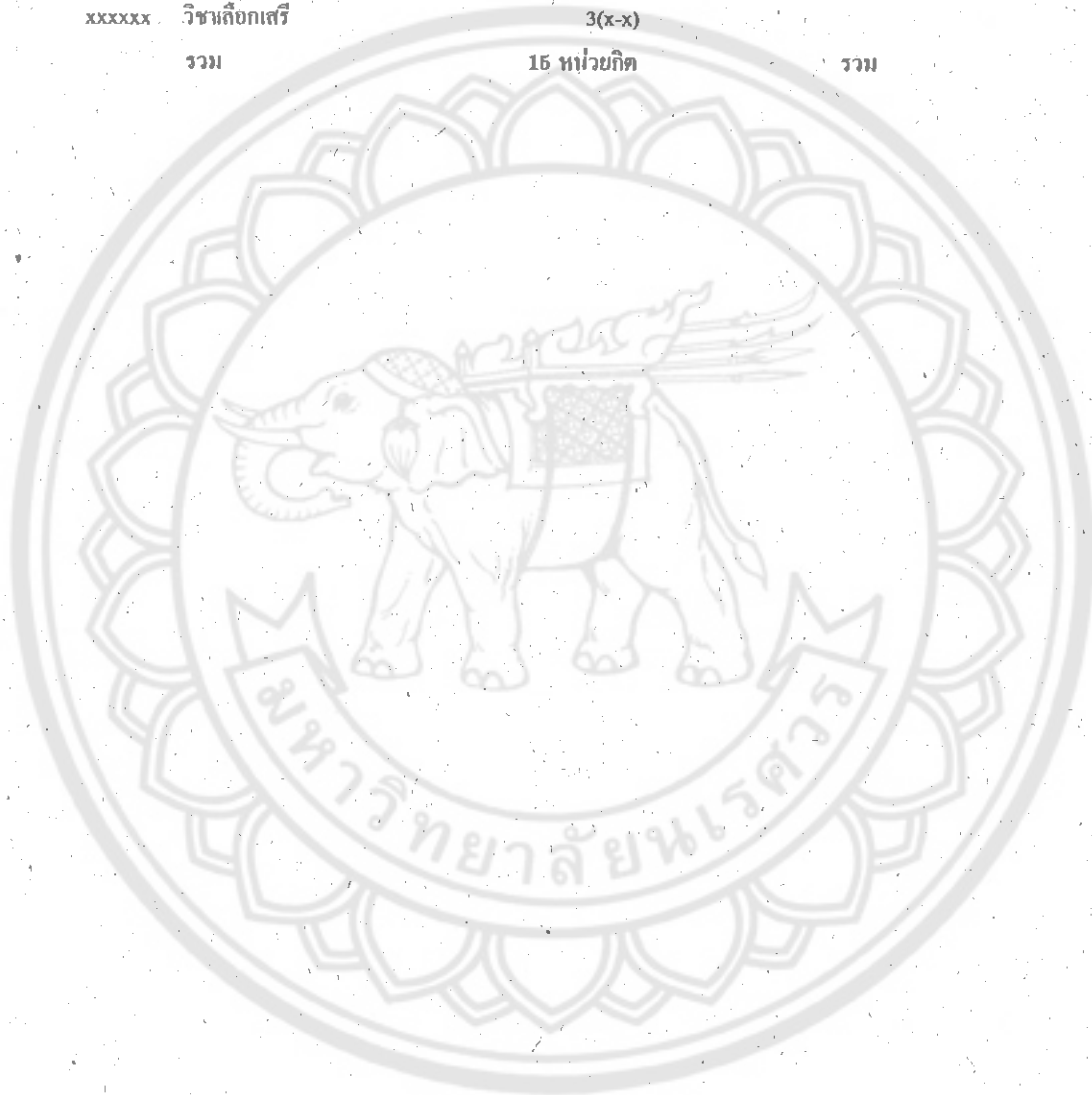 xxxxxx วิชาเลือกเสรี 3(x-x)
รวม 15 หน่วยกิต รวม
มหาวิทยาลัยนเรศวร